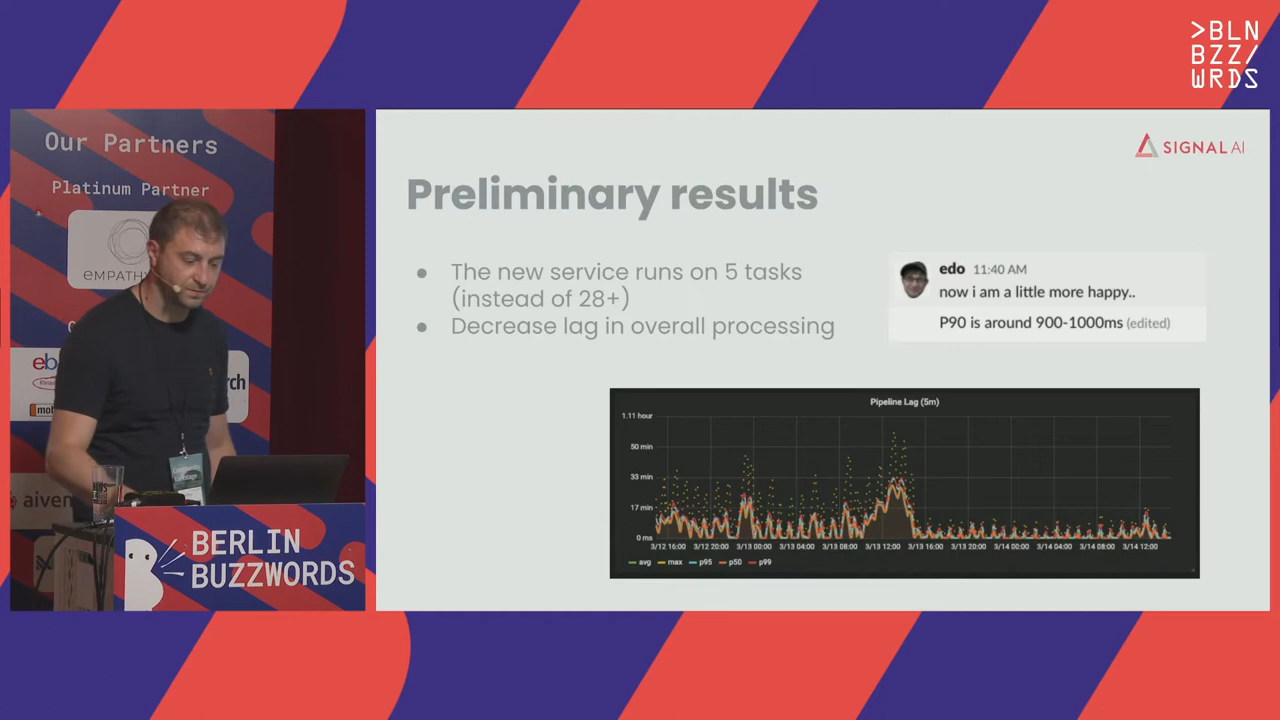 >BLN
BZZ/
WRDS
Our Partners
Platinum Partner
EMPATHY
eb
mob
rch
aiven
BERLIN
BUZZWORDS
SIGNAL AI
Preliminary results
● The new service runs on 5 tasks
(instead of 28+)
● Decrease lag in overall processing
edo 11:40 AM
now i am a little more happy..
P90 is around 900-1000ms (edited)
Pipeline Lag (5m)
1.11 hour
50 min
33 min
17 min
0 ms
3/12 16:00 3/12 20:00 3/13 00:00 3/13 04:00 3/13 08:00 3/13 12:00 3/13 16:00 3/13 20:00 3/14 00:00 3/14 04:00 3/14 08:00 3/14 12:00
avg max p95 p50 p99